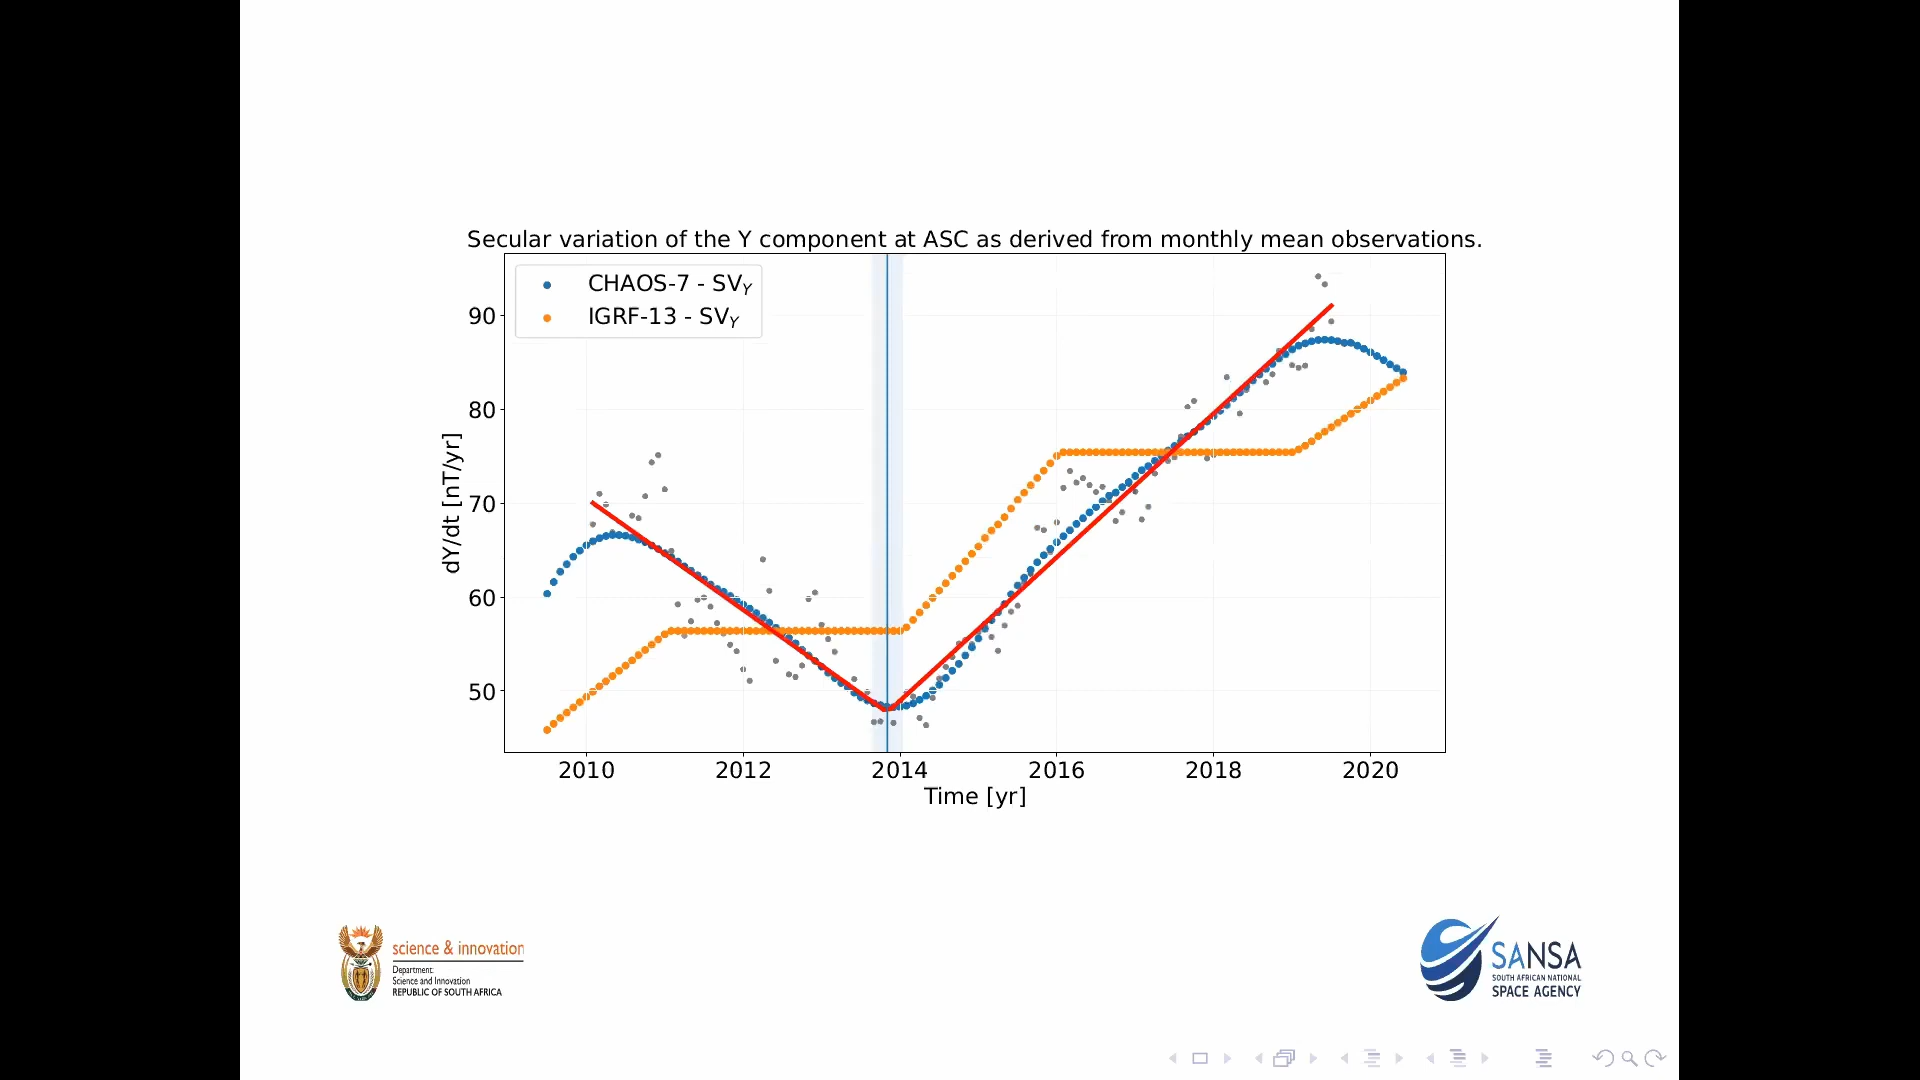 Secular variation of the Y component at ASC as derived from monthly mean observations.
CHAOS-7 - SVY
IGRF-13 - SVY
90
80
70
60
50
dY/dt [nT/yr]
2010 2012 2014 2016 2018 2020
Time [yr]
science & innovation
Department:
Science and Innovation
REPUBLIC OF SOUTH AFRICA
SANSA
SOUTH AFRICAN NATIONAL
SPACE AGENCY